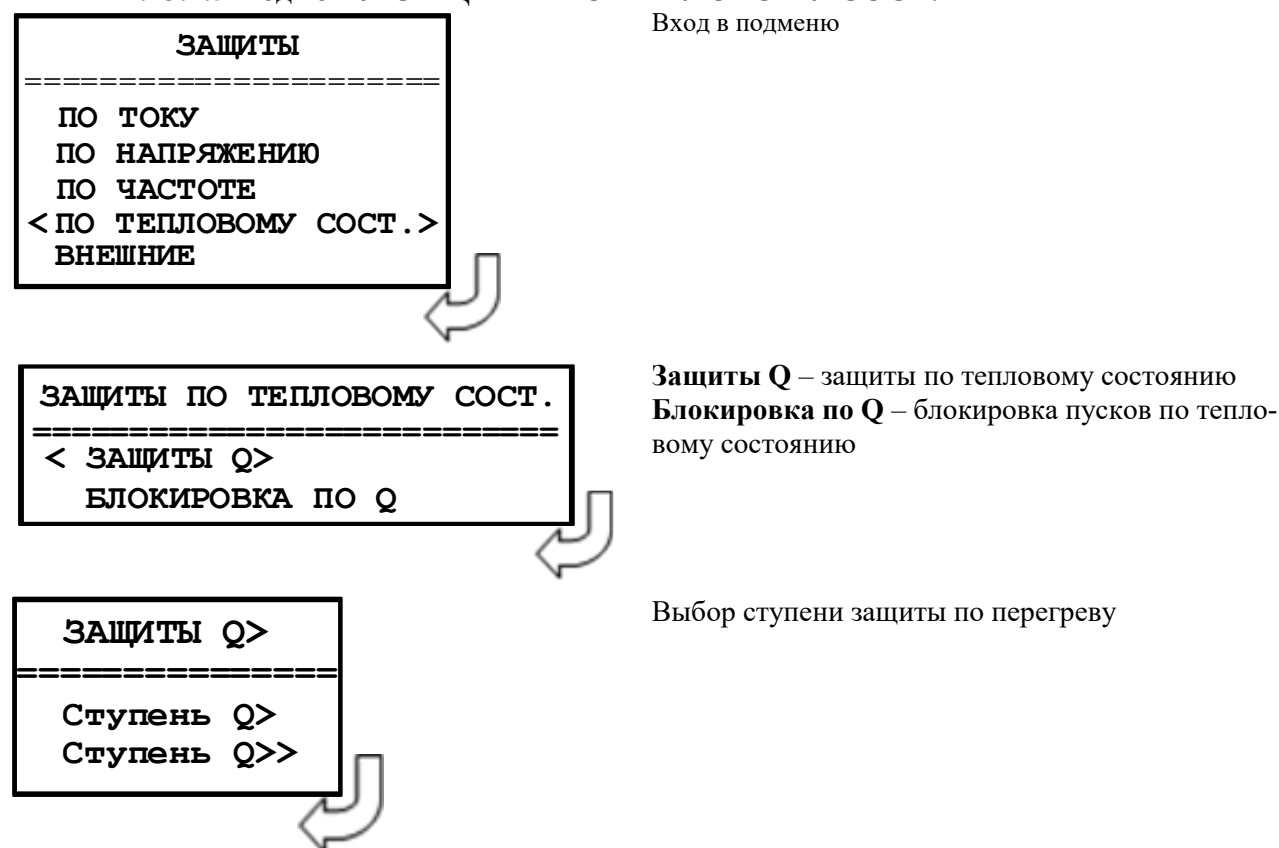 ЗАЩИТЫ
Вход в подменю
======================
ПО ТОКУ
ПО НАПРЯЖЕНИЮ
ПО ЧАСТОТЕ
<ПО ТЕПЛОВОМУ СОСТ.>
ВНЕШНИЕ
ЗАЩИТЫ ПО ТЕПЛОВОМУ СОСТ.
=========================
< ЗАЩИТЫ Q>
БЛОКИРОВКА ПО Q
Защиты Q – защиты по тепловому состоянию
Блокировка по Q – блокировка пусков по тепло-
вому состоянию
ЗАЩИТЫ Q>
===============
Ступень Q>
Ступень Q>>
Выбор ступени защиты по перегреву